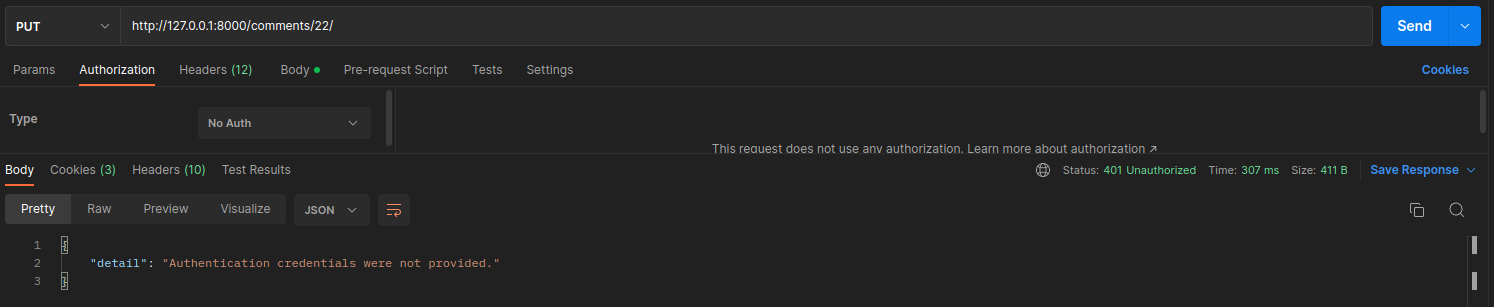 PUT http://127.0.0.1:8000/comments/22/ Send
Params Authorization Headers (12) Body Pre-request Script Tests Settings Cookies
Type No Auth
This request does not use any authorization. Learn more about authorization ↗
Body Cookies (3) Headers (10) Test Results Status: 401 Unauthorized Time: 307 ms Size: 411 B Save Response
Pretty Raw Preview Visualize JSON
1 {
2 "detail": "Authentication credentials were not provided."
3 }